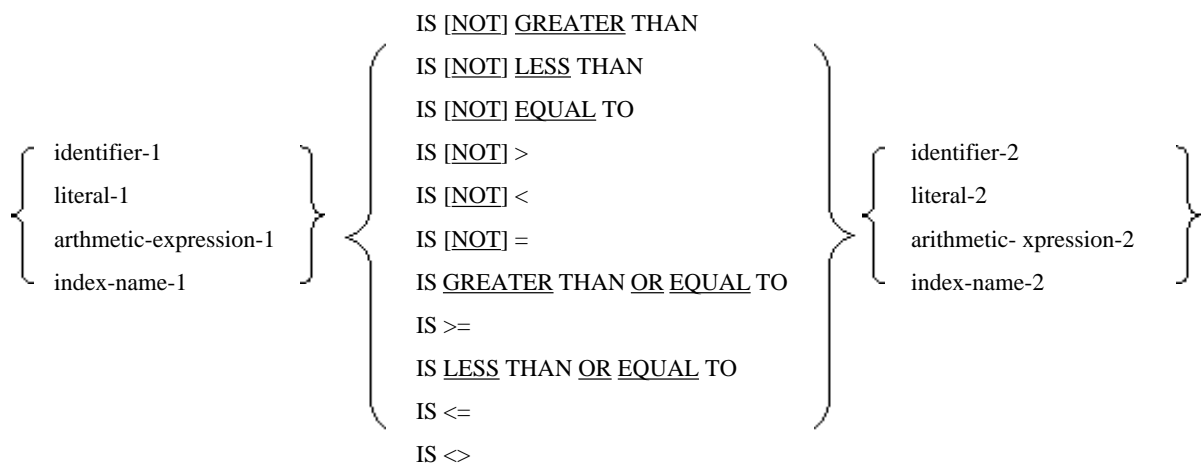 IS [NOT] GREATER THAN
IS [NOT] LESS THAN
IS [NOT] EQUAL TO
identifier-1 IS [NOT] > identifier-2
literal-1 IS [NOT] < literal-2
arthmetic-expression-1 IS [NOT] = arithmetic- xpression-2
index-name-1 IS GREATER THAN OR EQUAL TO index-name-2
IS >=
IS LESS THAN OR EQUAL TO
IS <=
IS <>